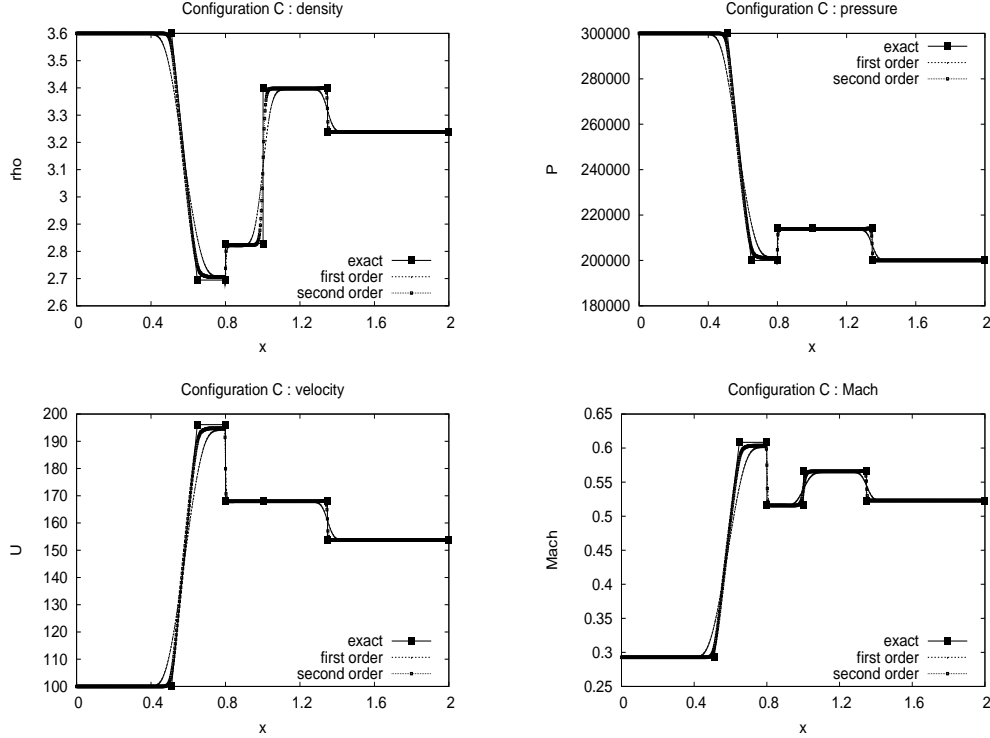 Configuration C : density
3.6
3.5
3.4
3.3
3.2
3.1
3
2.9
2.8
2.7
2.6
rho
exact
first order
second order
0 0.4 0.8 1.2 1.6 2
x
Configuration C : pressure
300000
280000
260000
240000
220000
200000
180000
P
exact
first order
second order
0 0.4 0.8 1.2 1.6 2
x
Configuration C : velocity
200
190
180
170
160
150
140
130
120
110
100
U
exact
first order
second order
0 0.4 0.8 1.2 1.6 2
x
Configuration C : Mach
0.65
0.6
0.55
0.5
0.45
0.4
0.35
0.3
0.25
Mach
exact
first order
second order
0 0.4 0.8 1.2 1.6 2
x